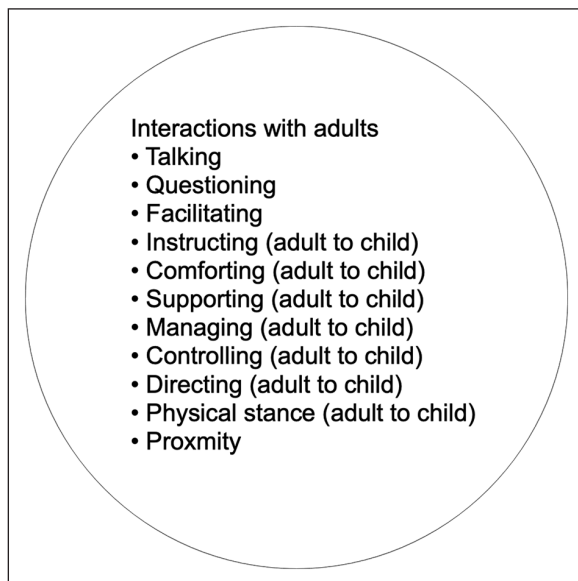 Interactions with adults
• Talking
• Questioning
• Facilitating
• Instructing (adult to child)
• Comforting (adult to child)
• Supporting (adult to child)
• Managing (adult to child)
• Controlling (adult to child)
• Directing (adult to child)
• Physical stance (adult to child)
• Proxmity